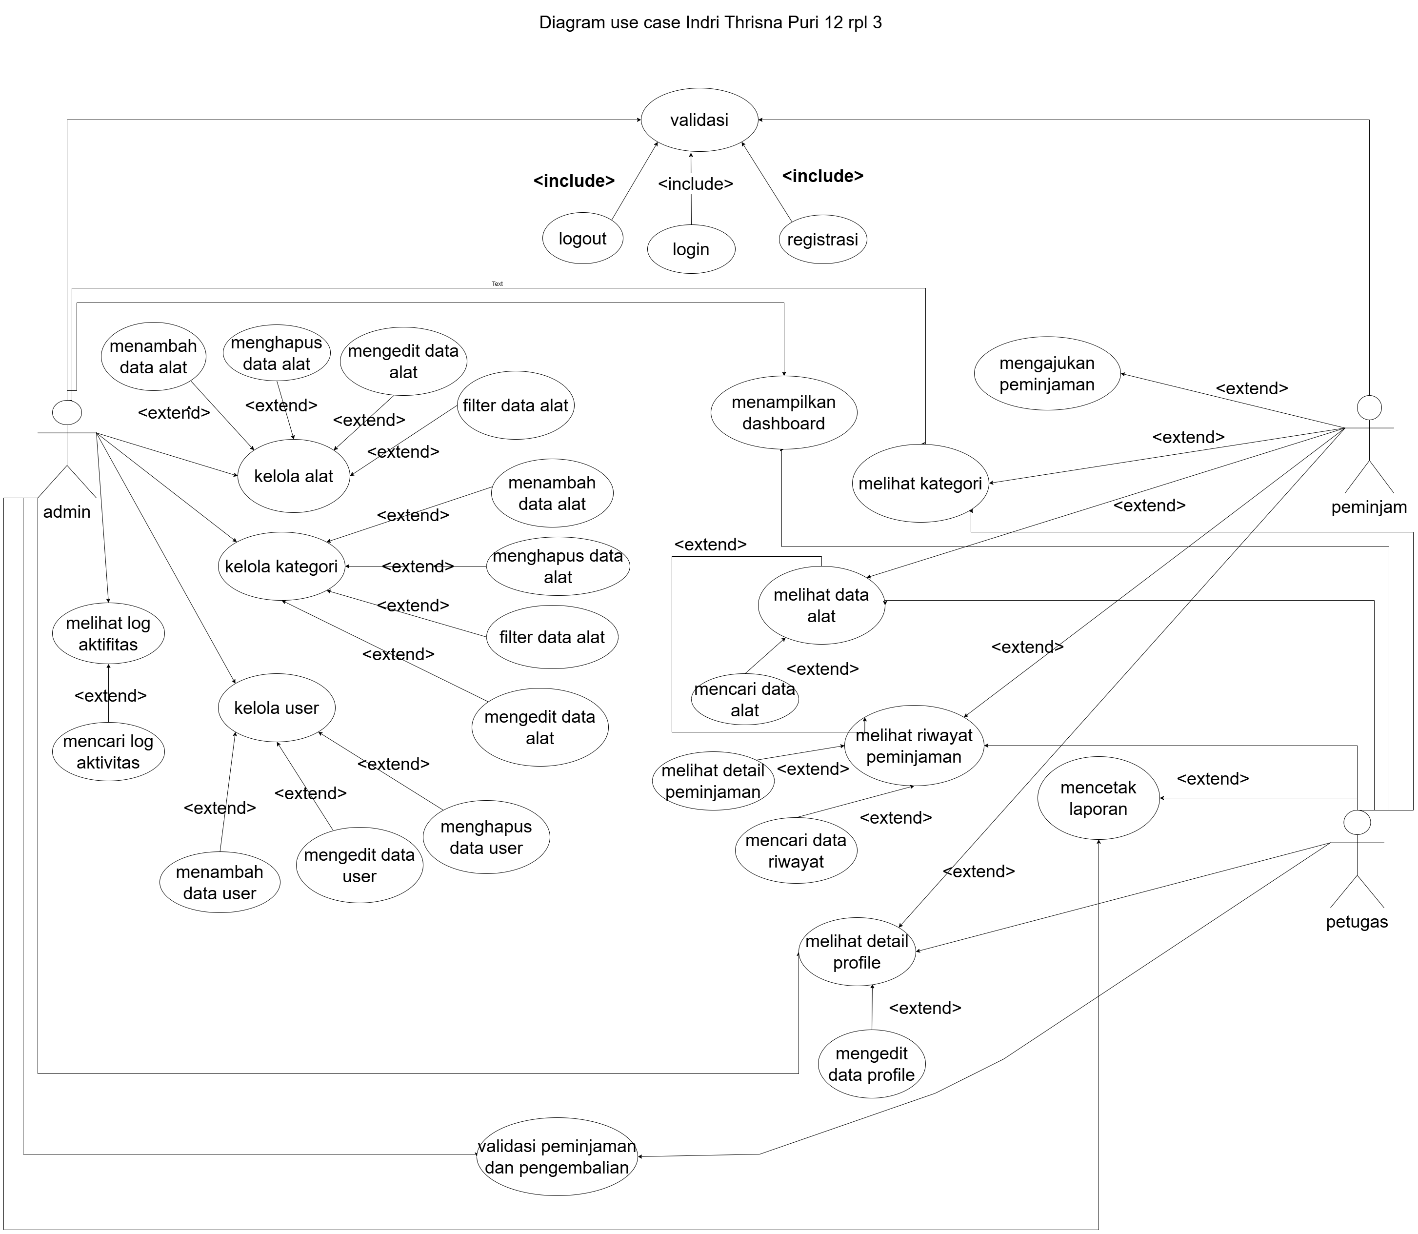 Diagram use case Indri Thrisna Puri 12 rpl 3
validasi
<include>
<include>
<include>
logout
login
registrasi
Text
menambah
data alat
menghapus
data alat
mengedit data
alat
filter data alat
<extend>
<extend>
<extend>
<extend>
kelola alat
admin
menampilkan
dashboard
mengajukan
peminjaman
<extend>
<extend>
melihat kategori
<extend>
peminjam
menambah
data alat
<extend>
kelola kategori
<extend>
menghapus data
alat
<extend>
filter data alat
<extend>
mengedit data
alat
melihat log
aktifitas
<extend>
mencari log
aktivitas
kelola user
<extend>
<extend>
<extend>
menambah
data user
mengedit data
user
menghapus
data user
<extend>
melihat data
alat
<extend>
mencari data
alat
<extend>
melihat riwayat
peminjaman
melihat detail
peminjaman
<extend>
mencari data
riwayat
<extend>
mencetak
laporan
<extend>
petugas
<extend>
melihat detail
profile
<extend>
mengedit
data profile
validasi peminjaman
dan pengembalian